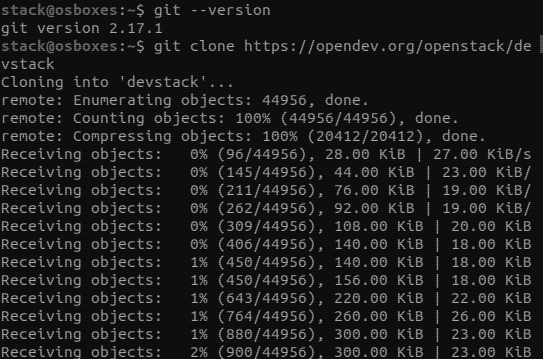 stack@osboxes:~$ git --version
git version 2.17.1
stack@osboxes:~$ git clone https://opendev.org/openstack/de
vstack
Cloning into 'devstack'...
remote: Enumerating objects: 44956, done.
remote: Counting objects: 100% (44956/44956), done.
remote: Compressing objects: 100% (20412/20412), done.
Receiving objects:   0% (96/44956), 28.00 KiB | 27.00 KiB/s
Receiving objects:   0% (145/44956), 44.00 KiB | 23.00 KiB/
Receiving objects:   0% (211/44956), 76.00 KiB | 19.00 KiB/
Receiving objects:   0% (262/44956), 92.00 KiB | 19.00 KiB/
Receiving objects:   0% (309/44956), 108.00 KiB | 20.00 KiB
Receiving objects:   0% (406/44956), 140.00 KiB | 18.00 KiB
Receiving objects:   1% (450/44956), 140.00 KiB | 18.00 KiB
Receiving objects:   1% (450/44956), 156.00 KiB | 18.00 KiB
Receiving objects:   1% (643/44956), 220.00 KiB | 22.00 KiB
Receiving objects:   1% (764/44956), 260.00 KiB | 26.00 KiB
Receiving objects:   1% (880/44956), 300.00 KiB | 23.00 KiB
Receiving objects:   2% (900/44956), 300.00 KiB | 23.00 KiB